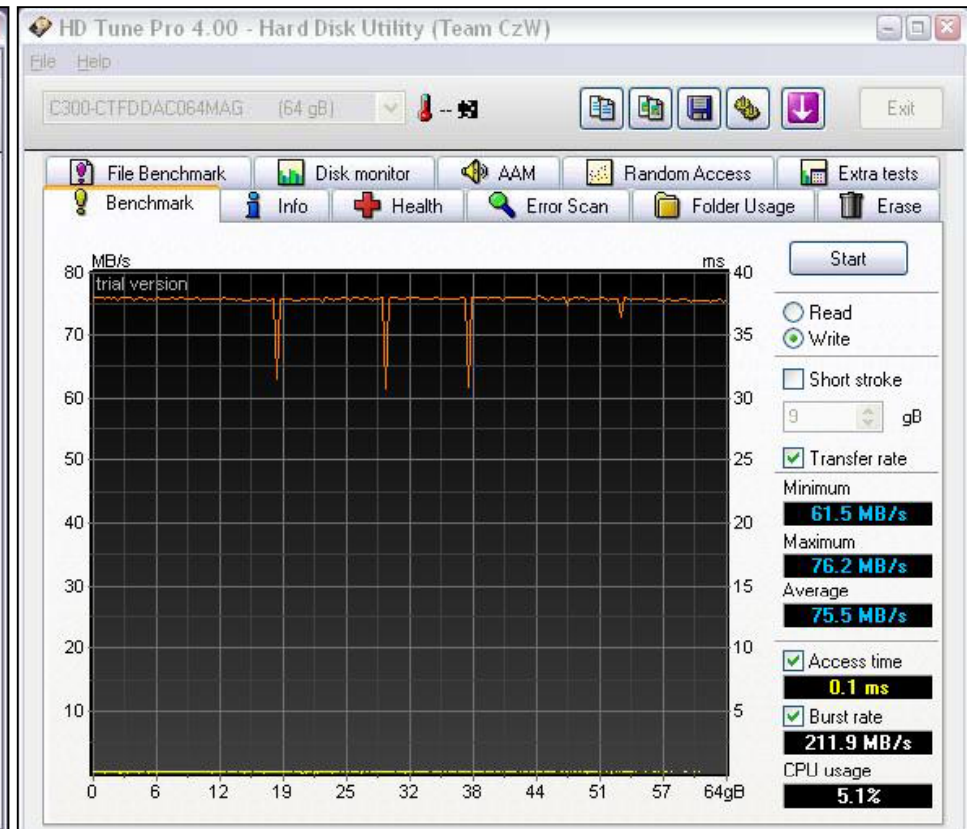 HD Tune Pro 4.00 - Hard Disk Utility (Team CzW)
File Help
C300-CTFDDAC064MAG (64 gB)
--
Exit
File Benchmark Disk monitor AAM Random Access Extra tests
Benchmark Info Health Error Scan Folder Usage Erase
MB/s ms
trial version
80 40
70 35
60 30
50 25
40 20
30 15
20 10
10 5
0 6 12 19 25 32 38 44 51 57 64gB
Start
Read
Write
Short stroke
9 gB
Transfer rate
Minimum
61.5 MB/s
Maximum
76.2 MB/s
Average
75.5 MB/s
Access time
0.1 ms
Burst rate
211.9 MB/s
CPU usage
5.1%